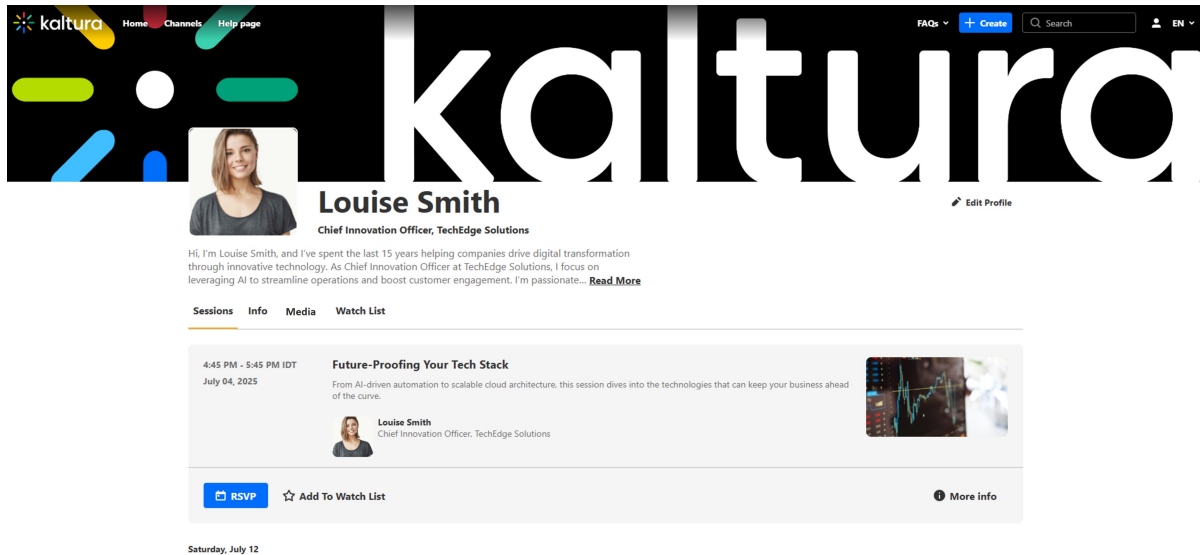 kaltura Home Channels Help page FAQs + Create Search EN
kaltura
Louise Smith
Edit Profile
Chief Innovation Officer, TechEdge Solutions
Hi, I'm Louise Smith, and I've spent the last 15 years helping companies drive digital transformation
through innovative technology. As Chief Innovation Officer at TechEdge Solutions, I focus on
leveraging AI to streamline operations and boost customer engagement. I'm passionate... Read More
Sessions Info Media Watch List
4:45 PM - 5:45 PM IDT
July 04, 2025
Future-Proofing Your Tech Stack
From AI-driven automation to scalable cloud architecture, this session dives into the technologies that can keep your business ahead
of the curve.
Louise Smith
Chief Innovation Officer, TechEdge Solutions
RSVP Add To Watch List More info
Saturday, July 12